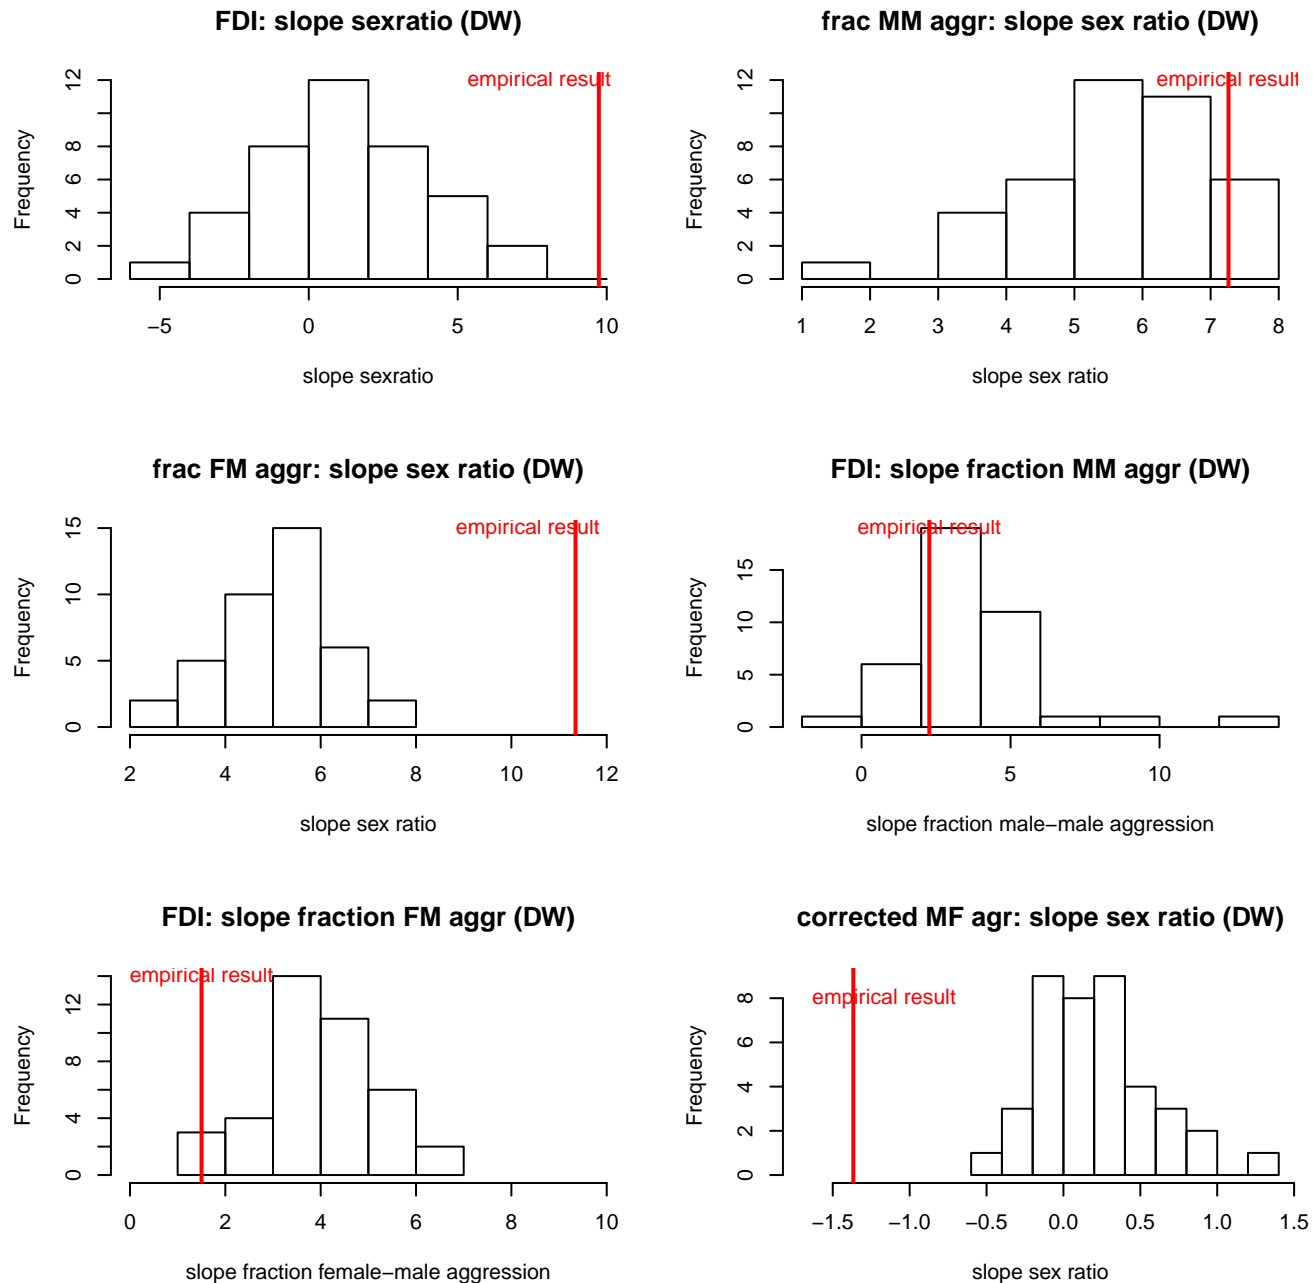 FDI: slope sexratio (DW)
empirical result
Frequency
0
2
4
6
8
12
−5
0
5
10
slope sexratio
frac MM aggr: slope sex ratio (DW)
empirical result
Frequency
0
2
4
6
8
12
1
2
3
4
5
6
7
8
slope sex ratio
frac FM aggr: slope sex ratio (DW)
empirical result
Frequency
0
5
10
15
2
4
6
8
10
12
slope sex ratio
FDI: slope fraction MM aggr (DW)
empirical result
Frequency
0
5
10
15
0
5
10
slope fraction male−male aggression
FDI: slope fraction FM aggr (DW)
empirical result
Frequency
0
4
8
12
0
2
4
6
8
10
slope fraction female−male aggression
corrected MF agr: slope sex ratio (DW)
empirical result
Frequency
0
2
4
6
8
−1.5
−1.0
−0.5
0.0
0.5
1.0
1.5
slope sex ratio